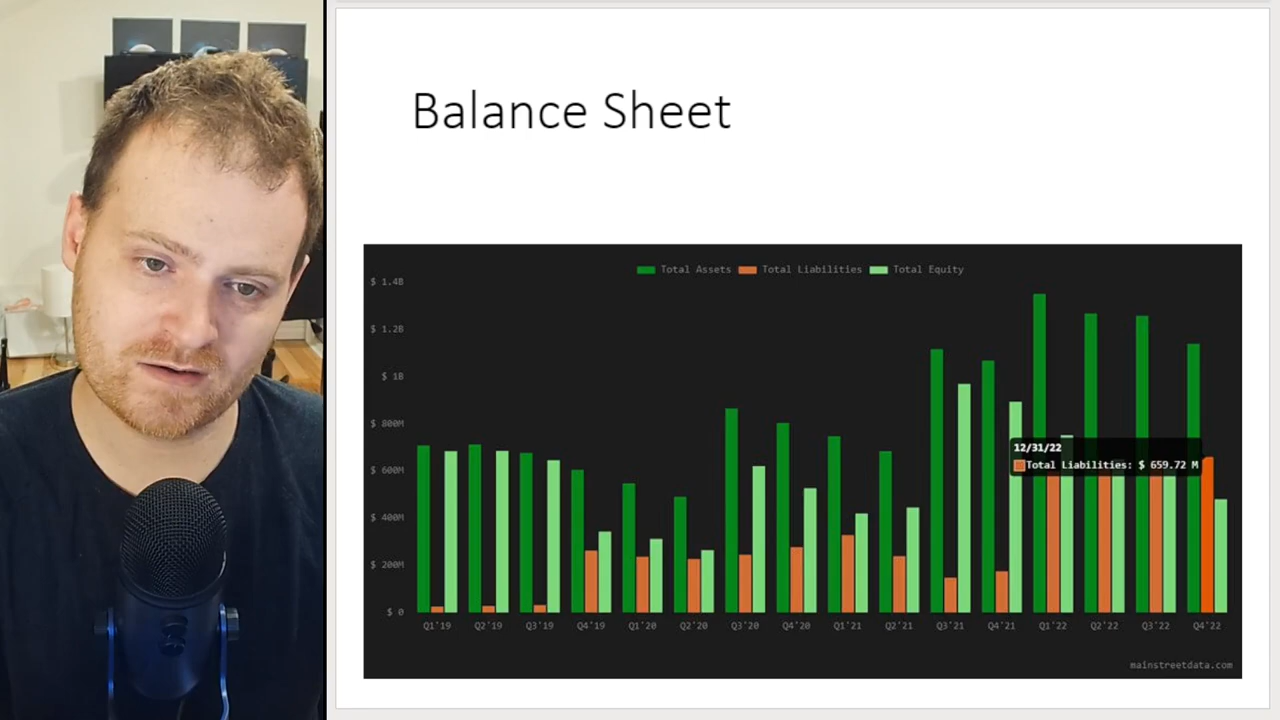 Balance Sheet
Total Assets Total Liabilities Total Equity
$ 1.4B
$ 1.2B
$ 1B
$ 800M
$ 600M
$ 400M
$ 200M
$ 0
12/31/22
Total Liabilities: $ 659.72 M
Q1'19 Q2'19 Q3'19 Q4'19 Q1'20 Q2'20 Q3'20 Q4'20 Q1'21 Q2'21 Q3'21 Q4'21 Q1'22 Q2'22 Q3'22 Q4'22
mainstreetdata.com